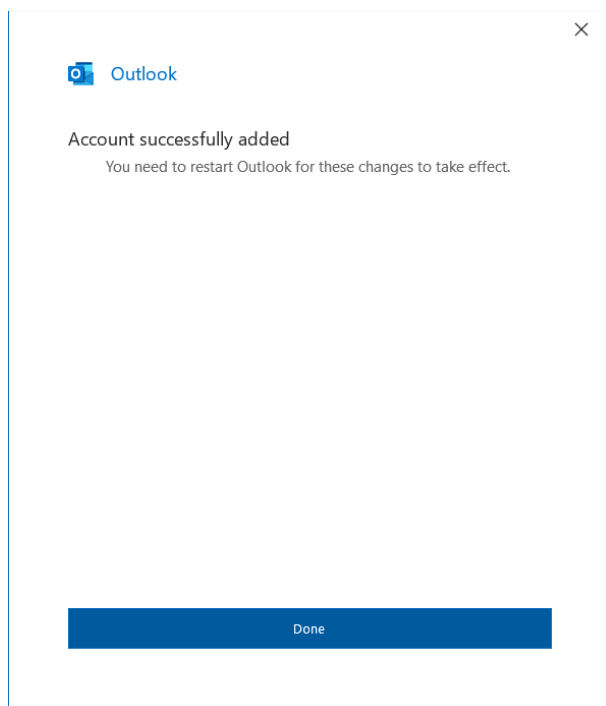 Outlook
Account successfully added
You need to restart Outlook for these changes to take effect.
Done